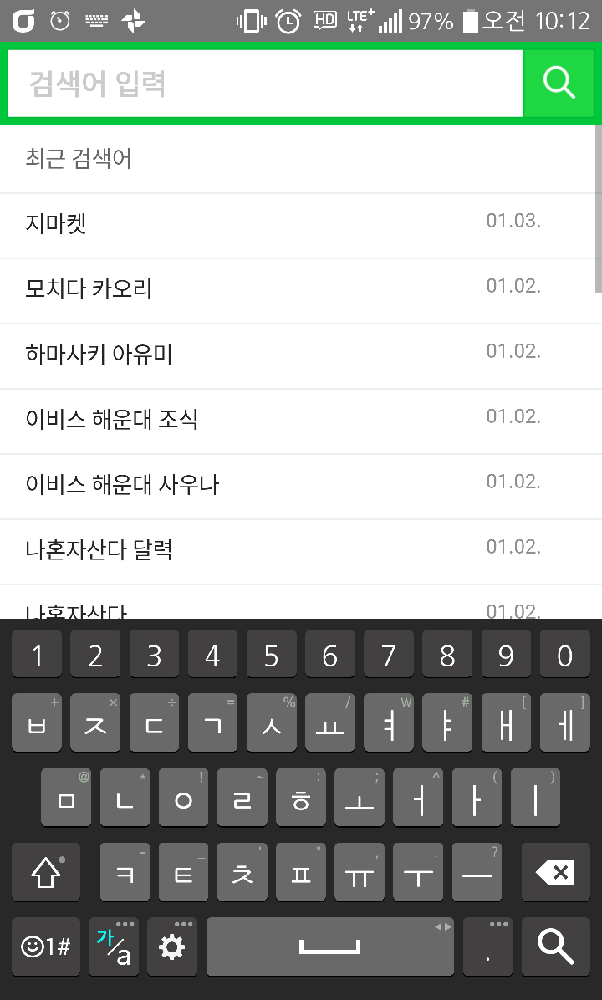 HD LTE+ 97% 오전 10:12
검색어 입력
최근 검색어
지마켓 01.03.
모치다 카오리 01.02.
하마사키 아유미 01.02.
이비스 해운대 조식 01.02.
이비스 해운대 사우나 01.02.
나혼자산다 달력 01.02.
나혼자산다 01.02.
1 2 3 4 5 6 7 8 9 0
+ × ÷ = % / ₩ # [ ]
ㅂ ㅈ ㄷ ㄱ ㅅ ㅛ ㅕ ㅑ ㅐ ㅔ
@ * ! ~ : ; ^ ( )
ㅁ ㄴ ㅇ ㄹ ㅎ ㅗ ㅓ ㅏ ㅣ
- _ ' " , . ?
ㅋ ㅌ ㅊ ㅍ ㅠ ㅜ ㅡ
1# 가/a .